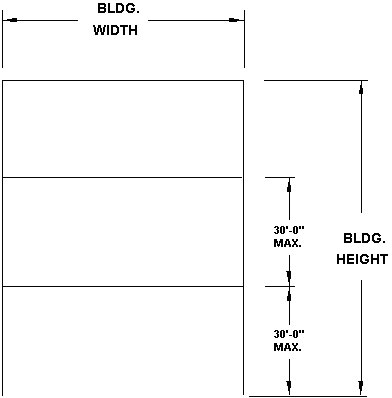 BLDG.
WIDTH
30'-0"
MAX.
BLDG.
HEIGHT
30'-0"
MAX.